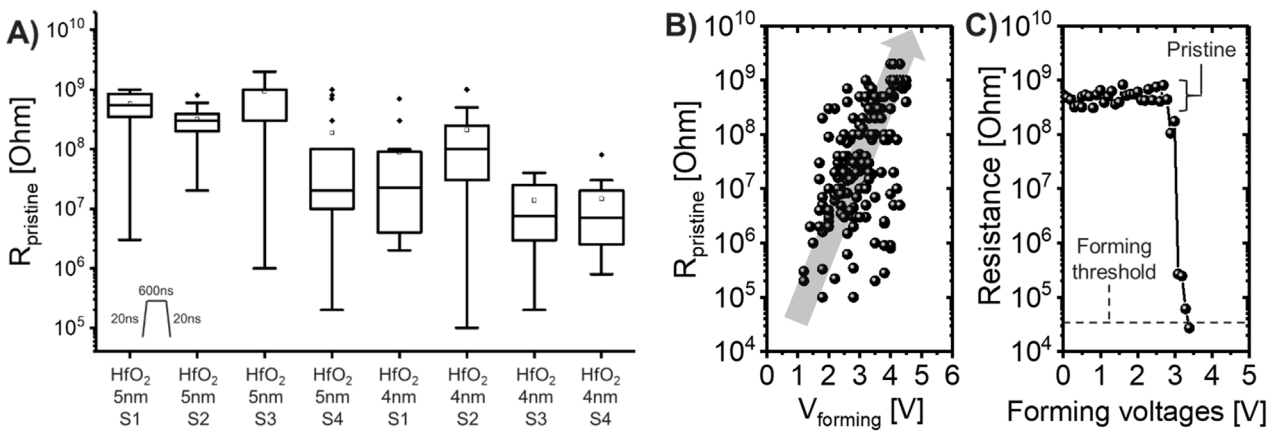 A)
R_pristine [Ohm]
10^10
10^9
10^8
10^7
10^6
10^5
600ns
20ns 20ns
HfO₂ HfO₂ HfO₂ HfO₂ HfO₂ HfO₂ HfO₂ HfO₂
5nm 5nm 5nm 5nm 4nm 4nm 4nm 4nm
S1 S2 S3 S4 S1 S2 S3 S4
B)
R_pristine [Ohm]
10^10
10^9
10^8
10^7
10^6
10^5
10^4
0 1 2 3 4 5 6
V_forming [V]
C)
Resistance [Ohm]
10^10
10^9
10^8
10^7
10^6
10^5
10^4
Pristine
Forming
threshold
0 1 2 3 4 5
Forming voltages [V]